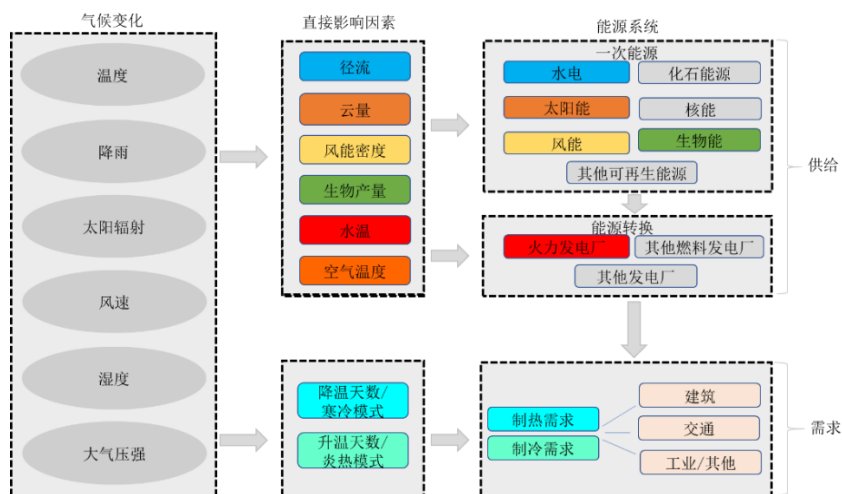 气候变化
温度
降雨
太阳辐射
风速
湿度
大气压强
直接影响因素
径流
云量
风能密度
生物产量
水温
空气温度
降温天数/
寒冷模式
升温天数/
炎热模式
能源系统
一次能源
水电
化石能源
太阳能
核能
风能
生物能
其他可再生能源
能源转换
火力发电厂
其他燃料发电厂
其他发电厂
供给
制热需求
制冷需求
建筑
交通
工业/其他
需求